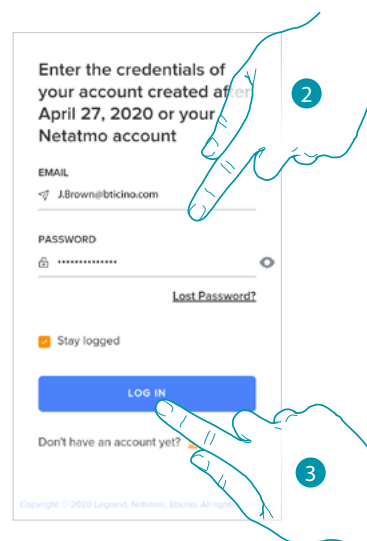 Enter the credentials of
your account created after
April 27, 2020 or your
Netatmo account
2
EMAIL
J.Brown@bticino.com
PASSWORD
••••••••••••••
Lost Password?
Stay logged
LOG IN
Don't have an account yet?
3
Copyright © 2020 Legrand, Netatmo, Bticino. All rights